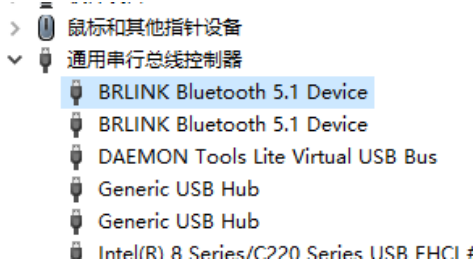 鼠标和其他指针设备
通用串行总线控制器
BRLINK Bluetooth 5.1 Device
BRLINK Bluetooth 5.1 Device
DAEMON Tools Lite Virtual USB Bus
Generic USB Hub
Generic USB Hub
Intel(R) 8 Series/C220 Series USB EHCI #